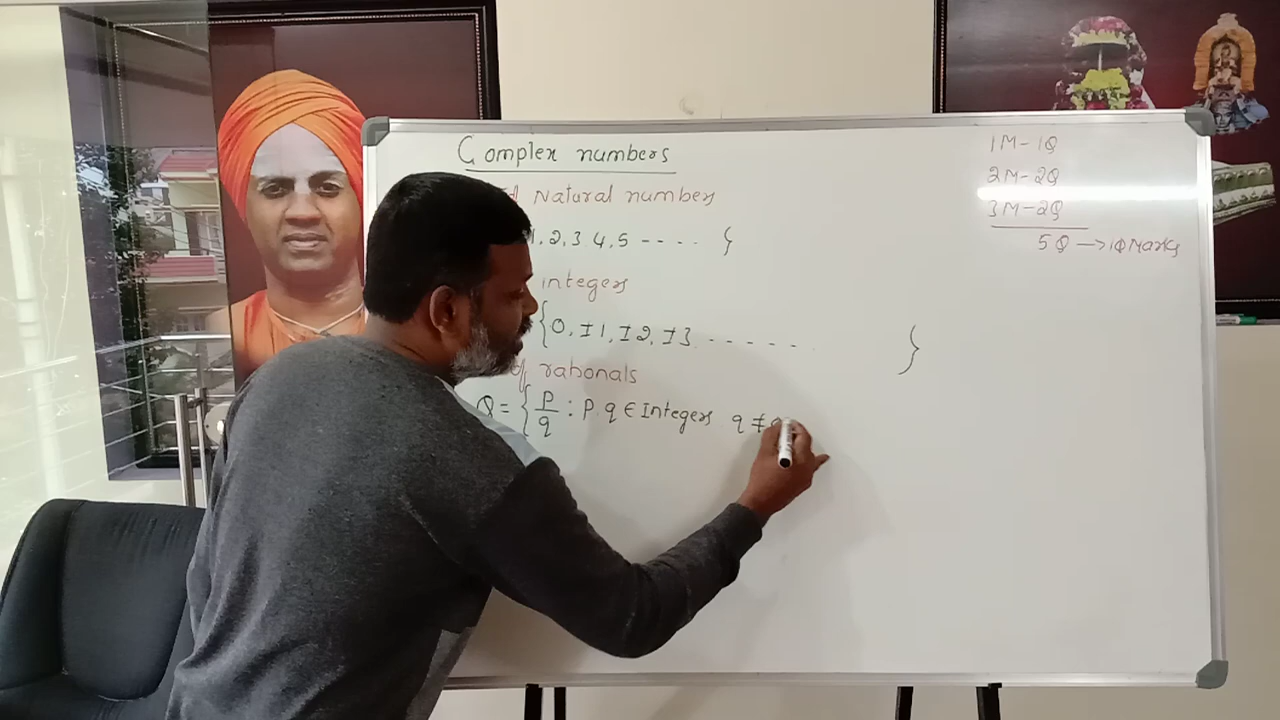 Complex numbers
Natural numbers
1, 2, 3 4, 5 ---- }
integers
{0, ±1, ±2, ±3, -----  }
of rationals
Q = { p/q : p q ∈ Integers q ≠
1M-1Q
2M-2Q
3M-2Q
5Q → 10 Marks